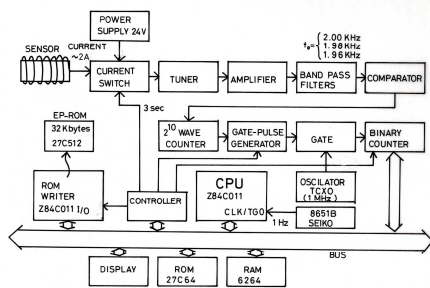 POWER
SUPPLY 24V
SENSOR
CURRENT
~2A
CURRENT
SWITCH
TUNER
AMPLIFIER
BAND PASS
FILTERS
COMPARATOR
fo=
2.00 KHz
1.98 KHz
1.96 KHz
3 sec
EP-ROM
32 Kbytes
27C512
2¹⁰ WAVE
COUNTER
GATE-PULSE
GENERATOR
GATE
BINARY
COUNTER
ROM
WRITER
Z84C011 I/O
CONTROLLER
CPU
Z84C011
CLK/TG0
OSCILATOR
TCXO
(1 MHz)
1 Hz
8651B
SEIKO
BUS
DISPLAY
ROM
27C64
RAM
6264